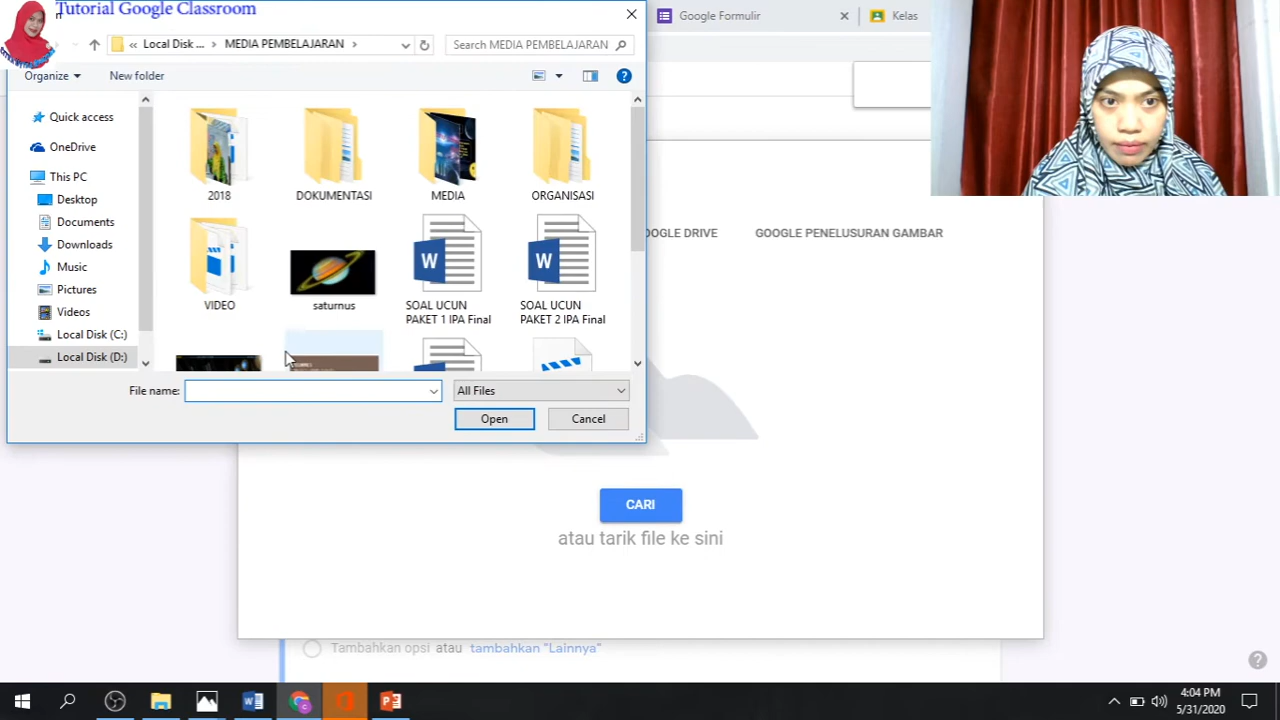 Tutorial Google Classroom
Google Formulir
Kelas
« Local Disk ... > MEDIA PEMBELAJARAN >
Search MEDIA PEMBELAJARAN
Organize
New folder
Quick access
OneDrive
This PC
Desktop
Documents
Downloads
Music
Pictures
Videos
Local Disk (C:)
Local Disk (D:)
2018
DOKUMENTASI
MEDIA
ORGANISASI
VIDEO
saturnus
SOAL UCUN
PAKET 1 IPA Final
SOAL UCUN
PAKET 2 IPA Final
File name:
All Files
Open
Cancel
OOGLE DRIVE
GOOGLE PENELUSURAN GAMBAR
CARI
atau tarik file ke sini
Tambahkan opsi atau tambahkan "Lainnya"
4:04 PM
5/31/2020